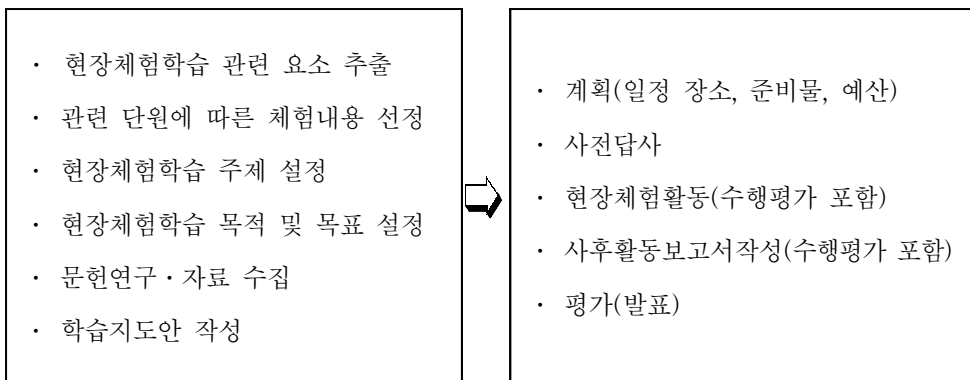 · 현장체험학습 관련 요소 추출
· 관련 단원에 따른 체험내용 선정
· 현장체험학습 주제 설정
· 현장체험학습 목적 및 목표 설정
· 문헌연구·자료 수집
· 학습지도안 작성
· 계획(일정 장소, 준비물, 예산)
· 사전답사
· 현장체험활동(수행평가 포함)
· 사후활동보고서작성(수행평가 포함)
· 평가(발표)